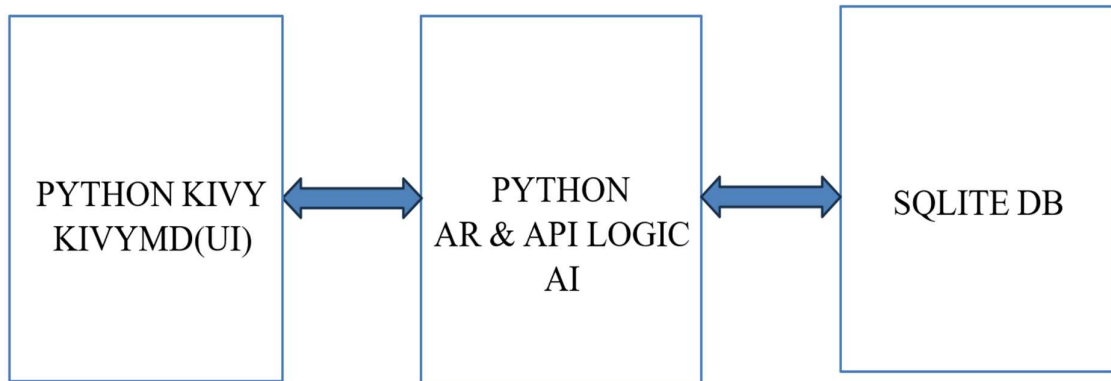 PYTHON KIVY
KIVYMD(UI)
PYTHON
AR & API LOGIC
AI
SQLITE DB